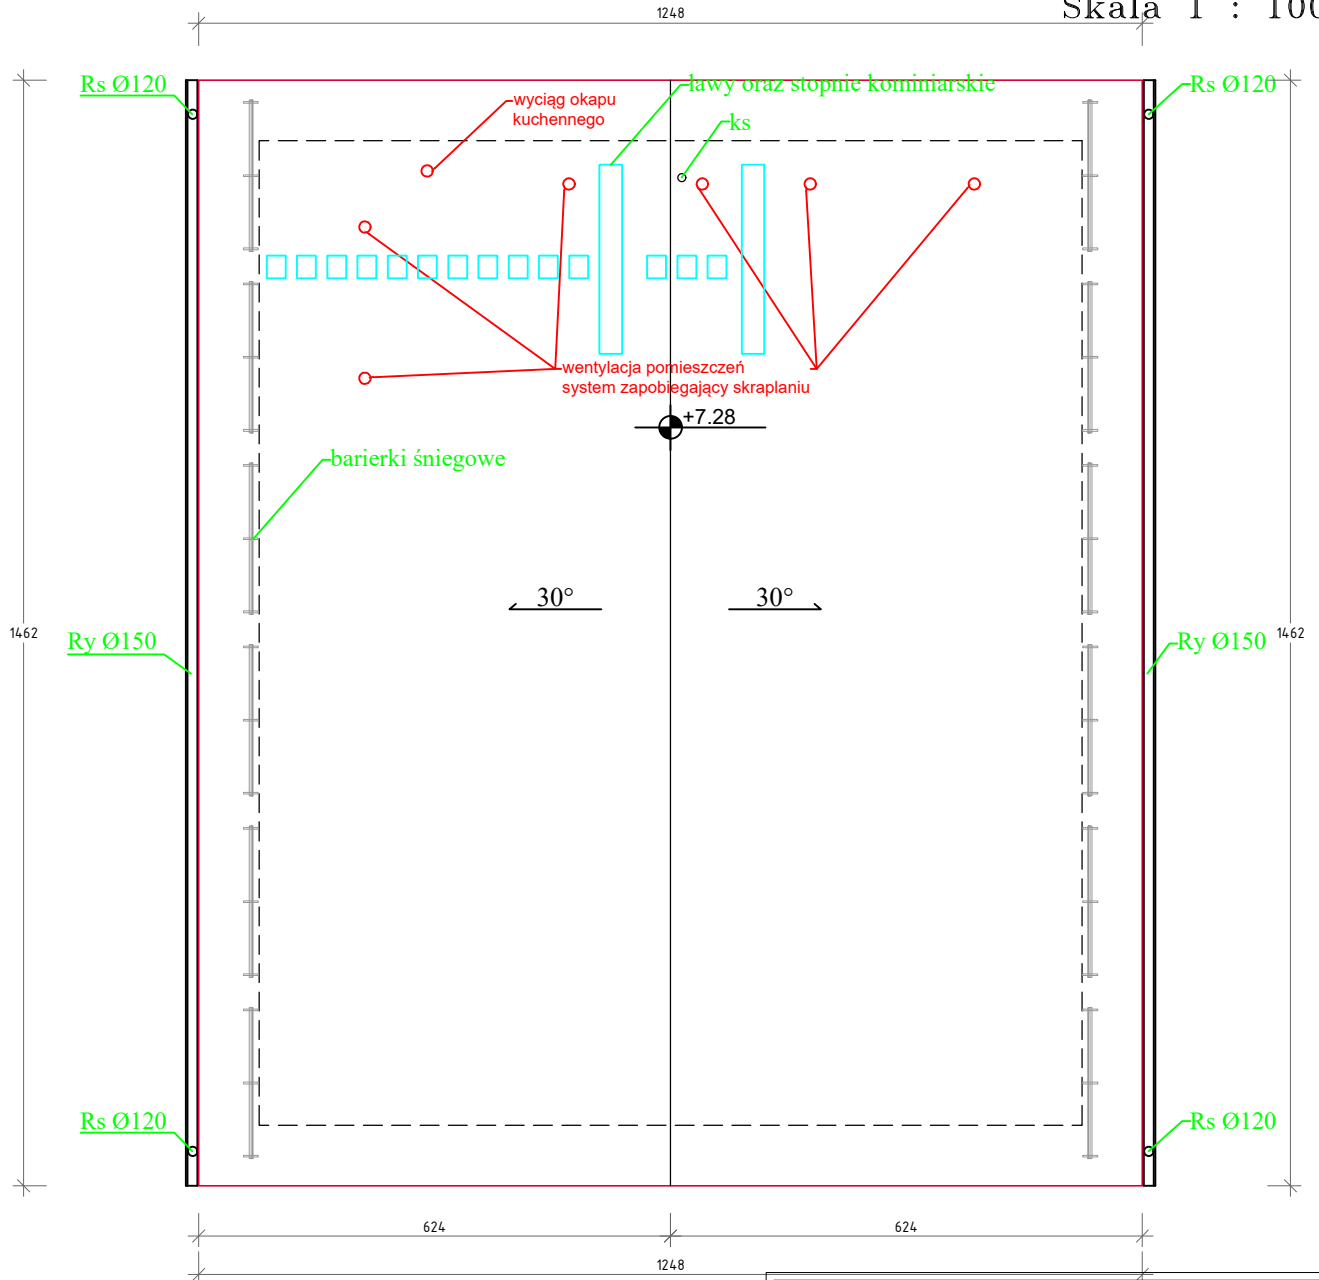 1248
Skala 1 : 100
Rs Ø120
wyciąg okapu
kuchennego
ławy oraz stopnie kominiarskie
ks
Rs Ø120
wentylacja pomieszczeń
system zapobiegający skraplaniu
+7.28
barierki śniegowe
30°
30°
1462
Ry Ø150
Ry Ø150
1462
Rs Ø120
Rs Ø120
624
624
1248